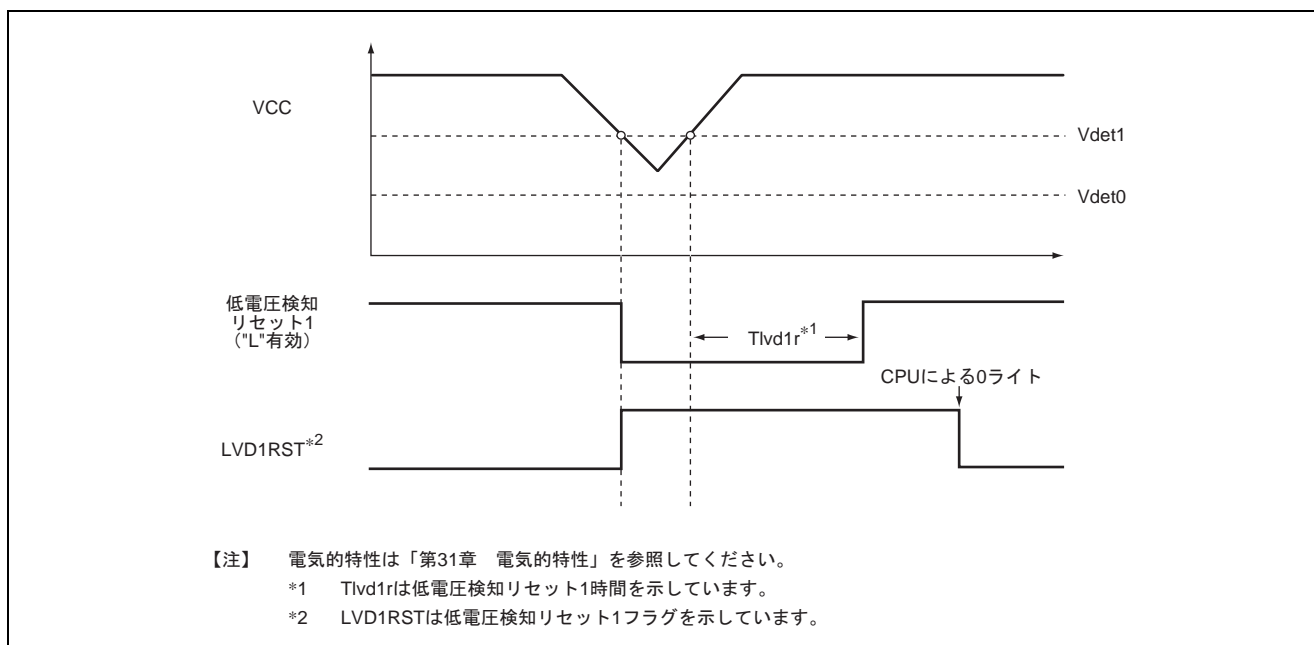 VCC
Vdet1
Vdet0
低電圧検知
リセット1
("L"有効)
Tlvd1r*1
CPUによる0ライト
LVD1RST*2
【注】 電気的特性は「第31章 電気的特性」を参照してください。
*1 Tlvd1rは低電圧検知リセット1時間を示しています。
*2 LVD1RSTは低電圧検知リセット1フラグを示しています。